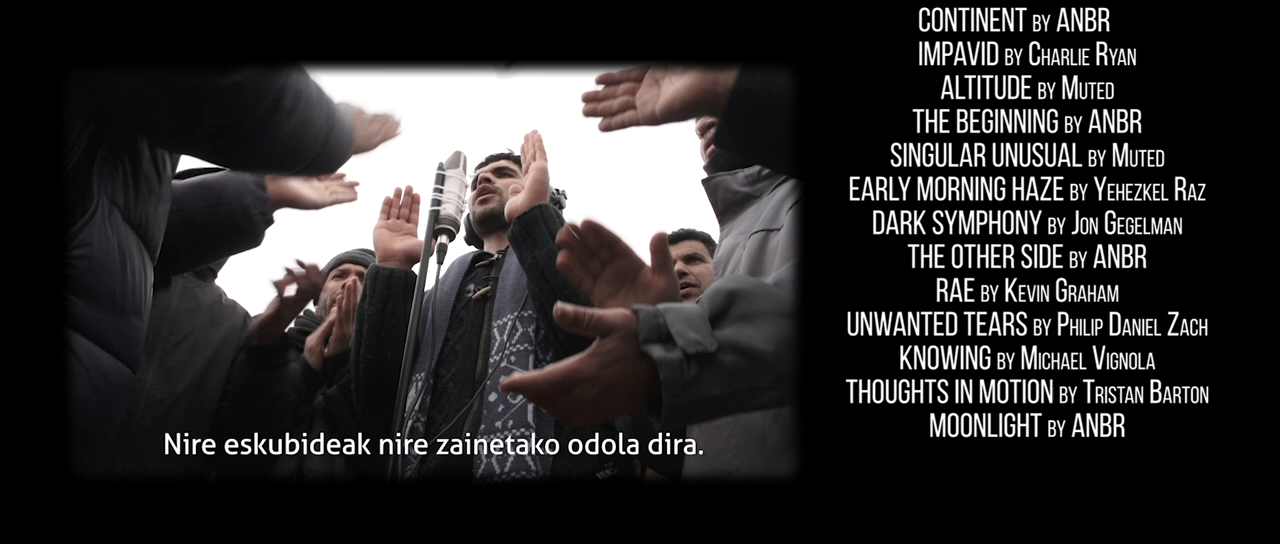 CONTINENT BY ANBR
IMPAVID BY CHARLIE RYAN
ALTITUDE BY MUTED
THE BEGINNING BY ANBR
SINGULAR UNUSUAL BY MUTED
EARLY MORNING HAZE BY YEHEZKEL RAZ
DARK SYMPHONY BY JON GEGELMAN
THE OTHER SIDE BY ANBR
RAE BY KEVIN GRAHAM
UNWANTED TEARS BY PHILIP DANIEL ZACH
KNOWING BY MICHAEL VIGNOLA
THOUGHTS IN MOTION BY TRISTAN BARTON
MOONLIGHT BY ANBR
Nire eskubideak nire zainetako odola dira.